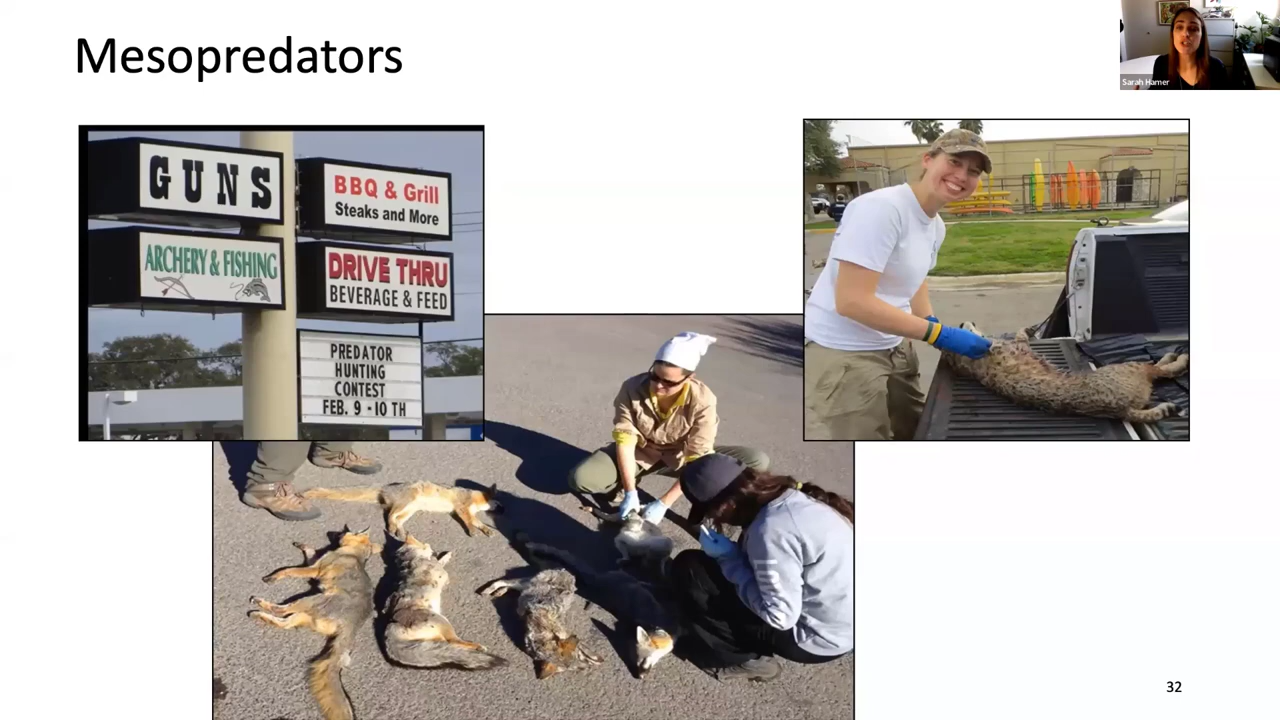 Mesopredators
Sarah Hamer
GUNS
BBQ & Grill
Steaks and More
ARCHERY & FISHING
DRIVE THRU
BEVERAGE & FEED
PREDATOR
HUNTING
CONTEST
FEB. 9 - 10 TH
32